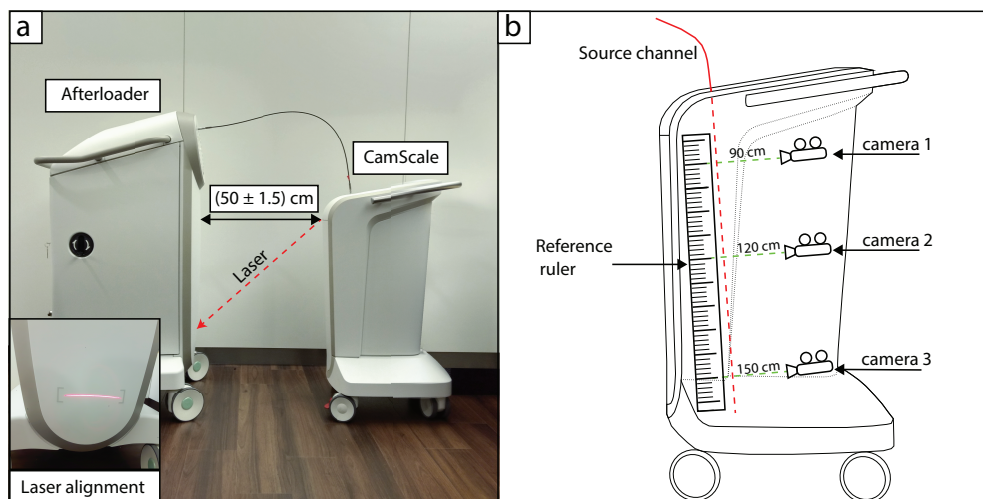 a
Afterloader
CamScale
(50 ± 1.5) cm
Laser
Laser alignment
b
Source channel
90 cm
camera 1
120 cm
camera 2
Reference
ruler
150 cm
camera 3